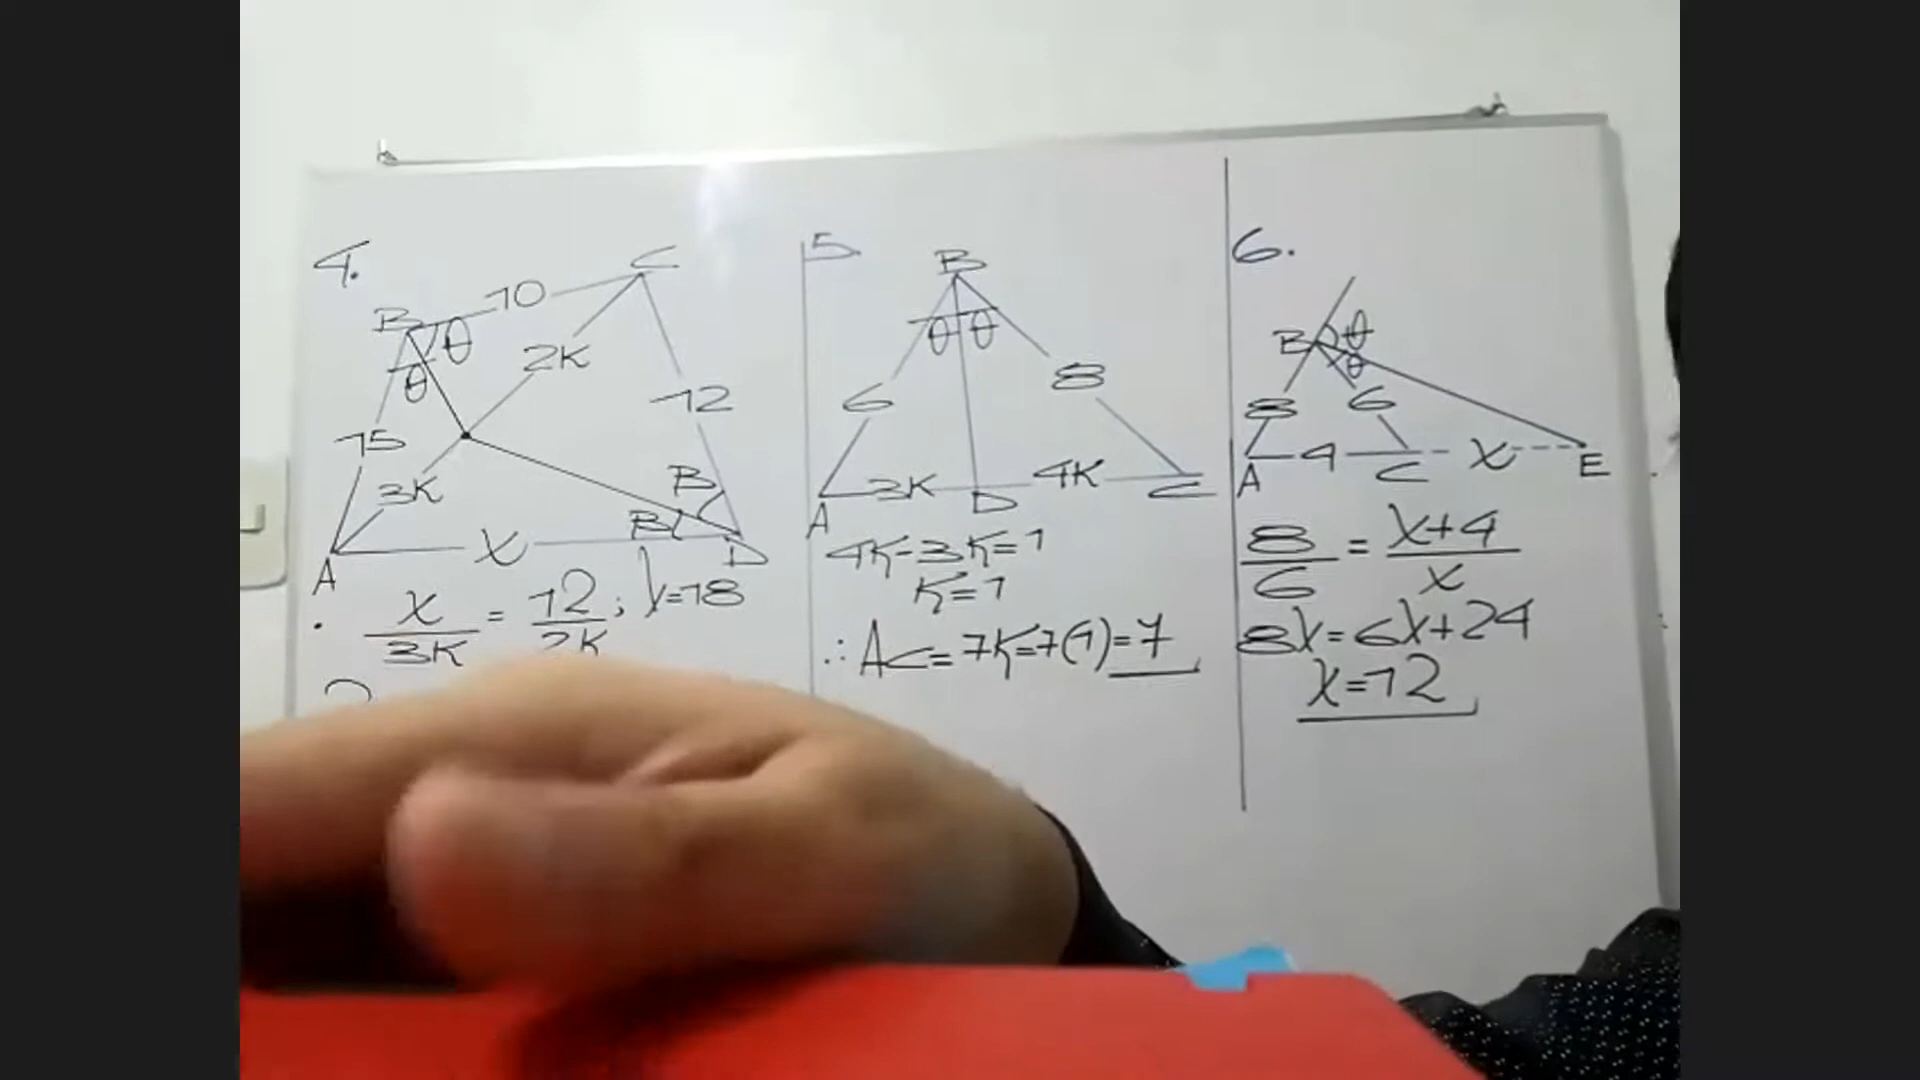 4.
C
10
B θ
2K
θ
12
15
3K
B
B
x
A
D
x/3K = 12/2K ; x=18
5.
B
θ θ
6
8
3K
4K
A
D
C
4K-3K=1
K=1
∴ AC=7K=7(1)=7
6.
B θ
θ
8
6
4
x
A
C
E
8/6 = x+4/x
8x=6x+24
x=12